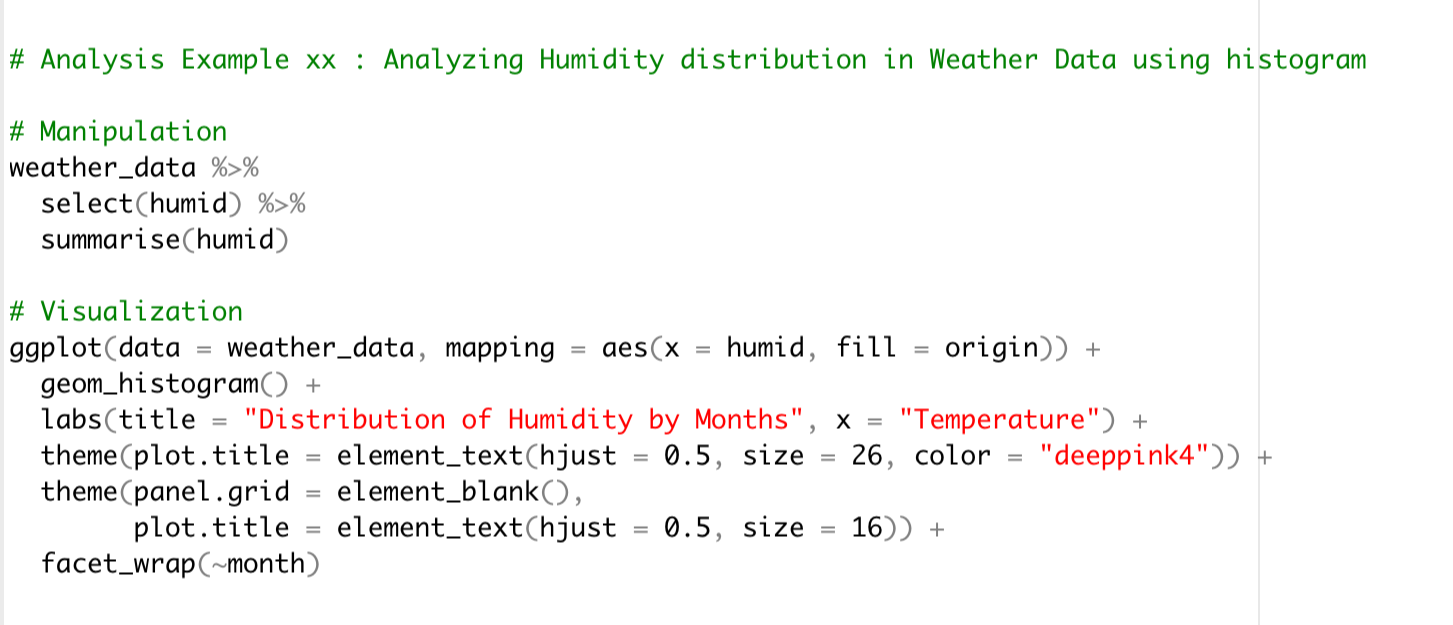 # Analysis Example xx : Analyzing Humidity distribution in Weather Data using histogram
# Manipulation
weather_data %>%
  select(humid) %>%
  summarise(humid)
# Visualization
ggplot(data = weather_data, mapping = aes(x = humid, fill = origin)) +
  geom_histogram() +
  labs(title = "Distribution of Humidity by Months", x = "Temperature") +
  theme(plot.title = element_text(hjust = 0.5, size = 26, color = "deeppink4")) +
  theme(panel.grid = element_blank(),
        plot.title = element_text(hjust = 0.5, size = 16)) +
  facet_wrap(~month)